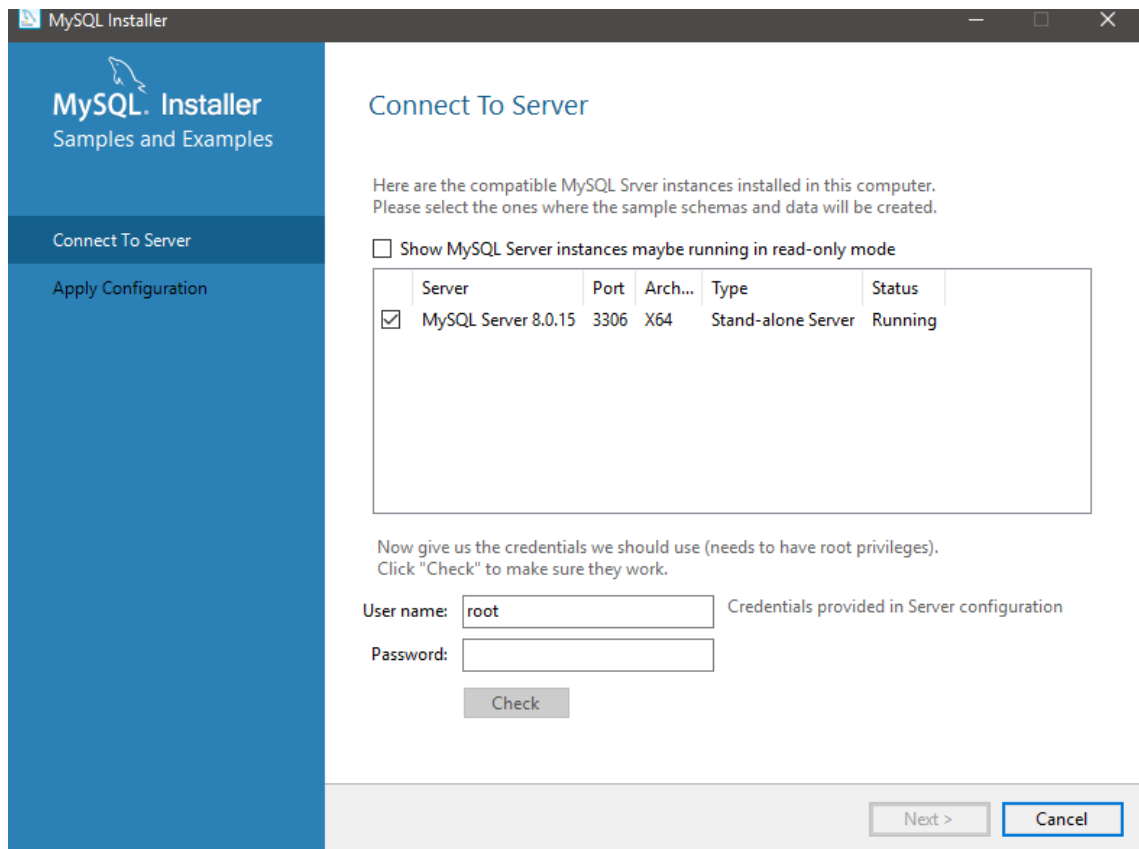 MySQL Installer
MySQL. Installer
Samples and Examples
Connect To Server
Apply Configuration
Connect To Server
Here are the compatible MySQL Srver instances installed in this computer.
Please select the ones where the sample schemas and data will be created.
Show MySQL Server instances maybe running in read-only mode
Server Port Arch... Type Status
MySQL Server 8.0.15 3306 X64 Stand-alone Server Running
Now give us the credentials we should use (needs to have root privileges).
Click "Check" to make sure they work.
User name: root Credentials provided in Server configuration
Password:
Check
Next > Cancel